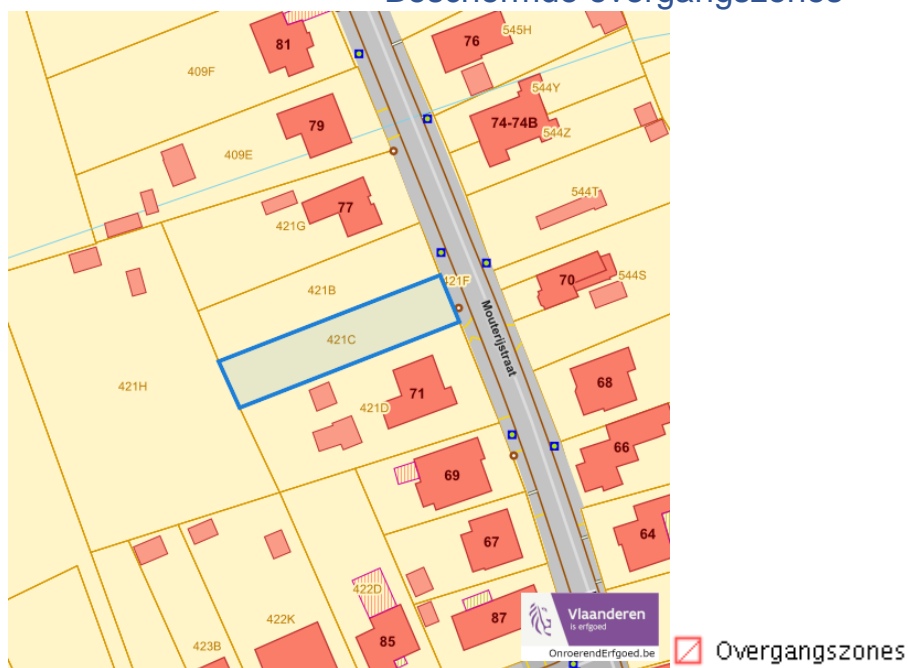 Beschermde overgangszones
81
76
545H
409F
544Y
79
74-74B
544Z
409E
544T
77
421G
421F
70
544S
421B
Mouterijstraat
421C
421H
71
68
421D
66
69
64
67
422D
422K
87
85
423B
Vlaanderen
is erfgoed
OnroerendErfgoed.be
Overgangszones